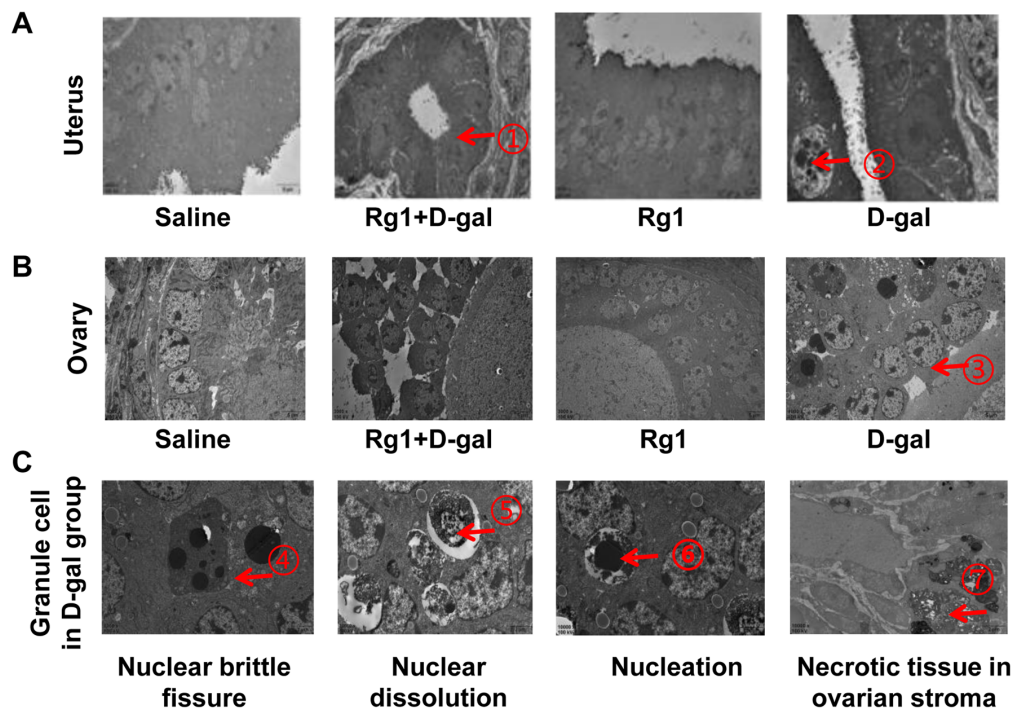 A
Uterus
①
②
Saline
Rg1+D-gal
Rg1
D-gal
B
Ovary
③
Saline
Rg1+D-gal
Rg1
D-gal
C
Granule cell
in D-gal group
④
⑤
⑥
⑦
Nuclear brittle
fissure
Nuclear
dissolution
Nucleation
Necrotic tissue in
ovarian stroma